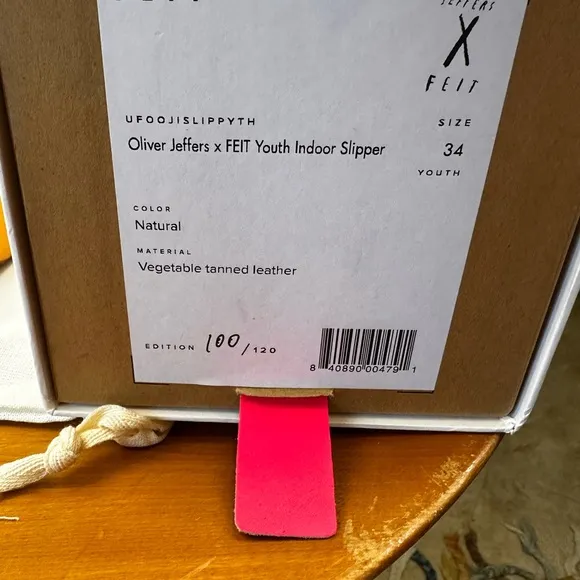 JEFFERS
X
FEIT
UFOOJISLIPPYTH
SIZE
Oliver Jeffers x FEIT Youth Indoor Slipper
34
YOUTH
COLOR
Natural
MATERIAL
Vegetable tanned leather
EDITION 100/120
8 40890 00479 1